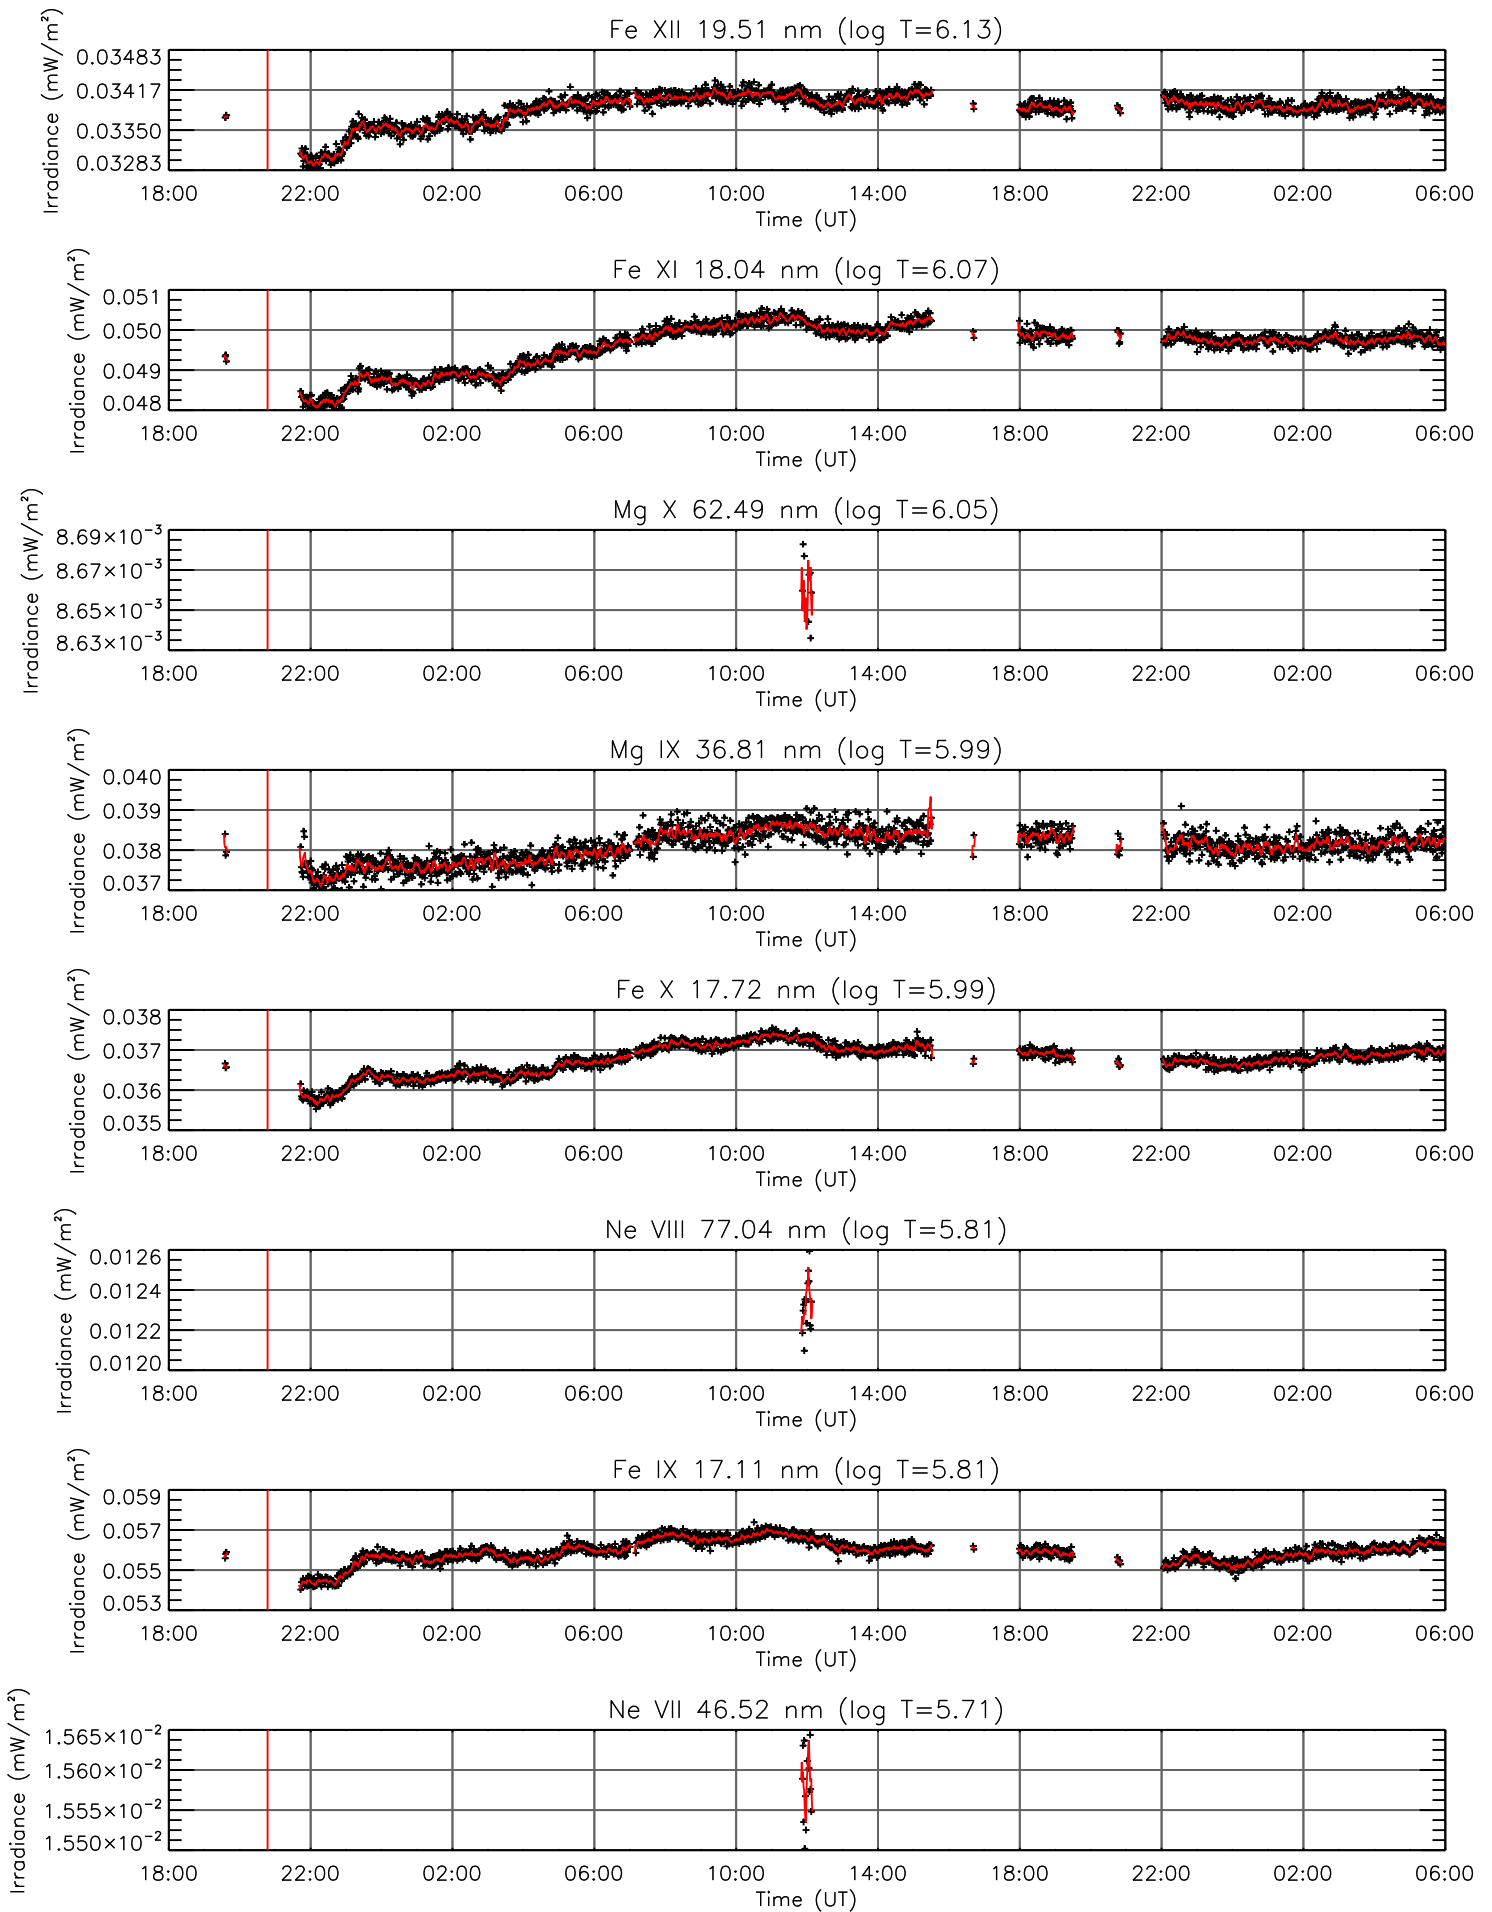 Fe XII 19.51 nm (log T=6.13)
Irradiance (mW/m²)
0.03483
0.03417
0.03350
0.03283
18:00 22:00 02:00 06:00 10:00 14:00 18:00 22:00 02:00 06:00
Time (UT)
Fe XI 18.04 nm (log T=6.07)
Irradiance (mW/m²)
0.051
0.050
0.049
0.048
18:00 22:00 02:00 06:00 10:00 14:00 18:00 22:00 02:00 06:00
Time (UT)
Mg X 62.49 nm (log T=6.05)
Irradiance (mW/m²)
8.69×10⁻³
8.67×10⁻³
8.65×10⁻³
8.63×10⁻³
18:00 22:00 02:00 06:00 10:00 14:00 18:00 22:00 02:00 06:00
Time (UT)
Mg IX 36.81 nm (log T=5.99)
Irradiance (mW/m²)
0.040
0.039
0.038
0.037
18:00 22:00 02:00 06:00 10:00 14:00 18:00 22:00 02:00 06:00
Time (UT)
Fe X 17.72 nm (log T=5.99)
Irradiance (mW/m²)
0.038
0.037
0.036
0.035
18:00 22:00 02:00 06:00 10:00 14:00 18:00 22:00 02:00 06:00
Time (UT)
Ne VIII 77.04 nm (log T=5.81)
Irradiance (mW/m²)
0.0126
0.0124
0.0122
0.0120
18:00 22:00 02:00 06:00 10:00 14:00 18:00 22:00 02:00 06:00
Time (UT)
Fe IX 17.11 nm (log T=5.81)
Irradiance (mW/m²)
0.059
0.057
0.055
0.053
18:00 22:00 02:00 06:00 10:00 14:00 18:00 22:00 02:00 06:00
Time (UT)
Ne VII 46.52 nm (log T=5.71)
Irradiance (mW/m²)
1.565×10⁻²
1.560×10⁻²
1.555×10⁻²
1.550×10⁻²
18:00 22:00 02:00 06:00 10:00 14:00 18:00 22:00 02:00 06:00
Time (UT)